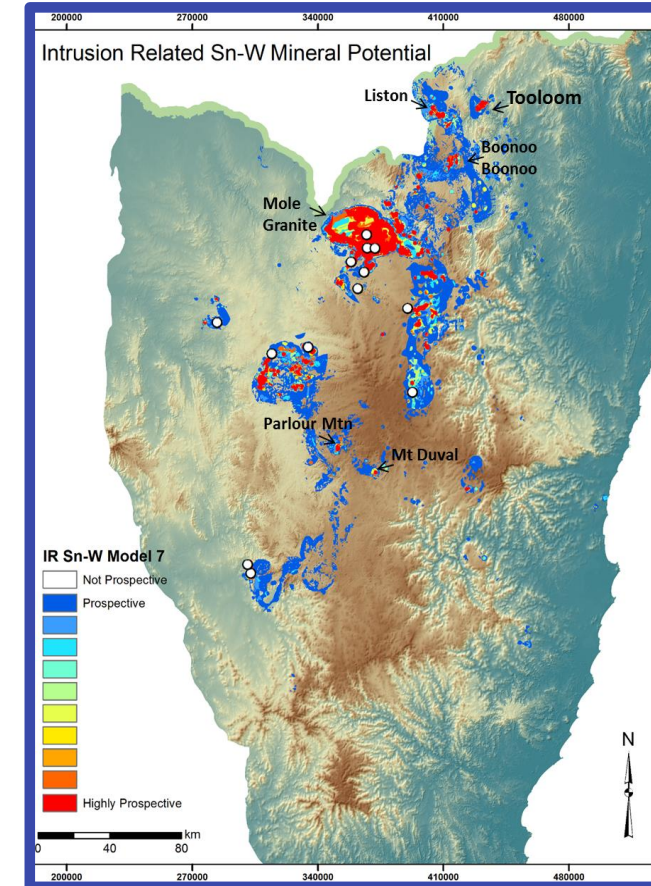 200000 270000 340000 410000 480000
Intrusion Related Sn-W Mineral Potential
Liston
Tooloom
Boonoo
Boonoo
Mole
Granite
Parlour Mtn
Mt Duval
IR Sn-W Model 7
Not Prospective
Prospective
Highly Prospective
N
km
0 40 80
200000 270000 340000 410000 480000